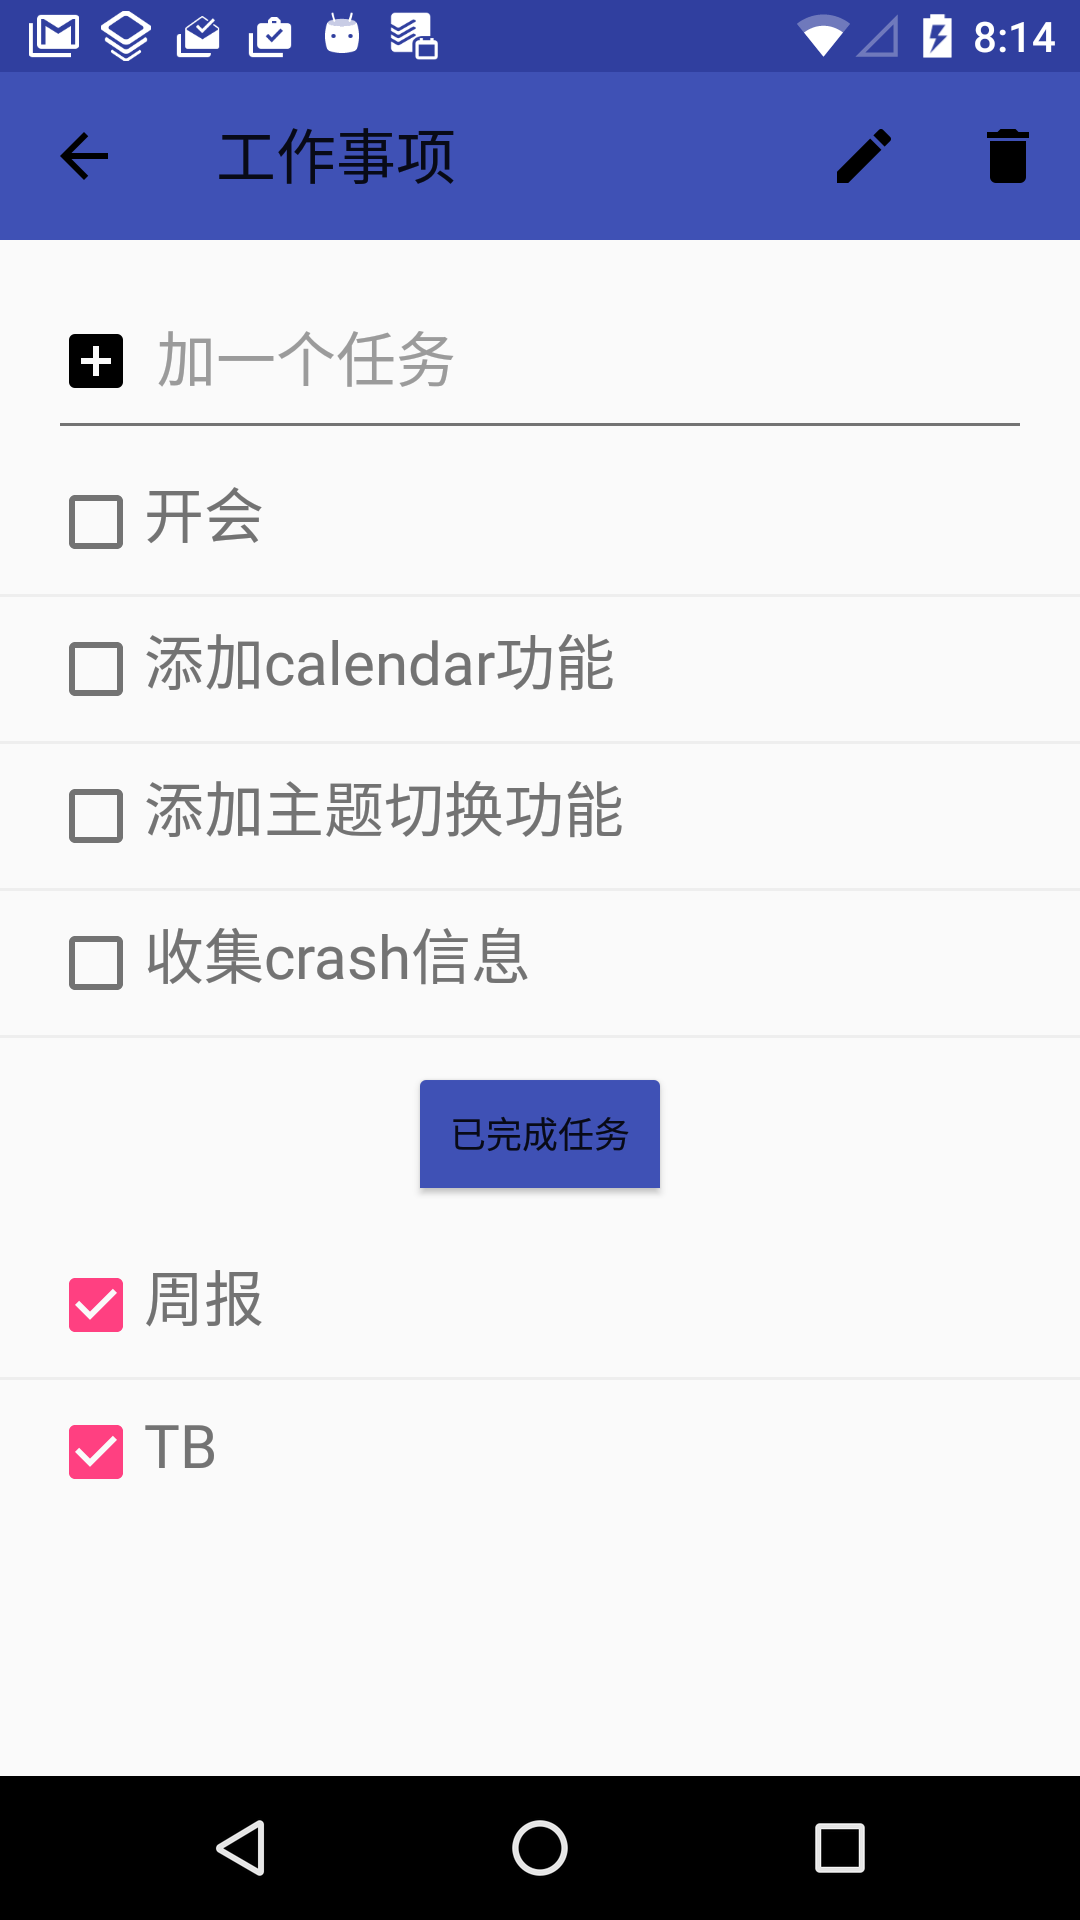 8:14
工作事项
加一个任务
开会
添加calendar功能
添加主题切换功能
收集crash信息
已完成任务
周报
TB